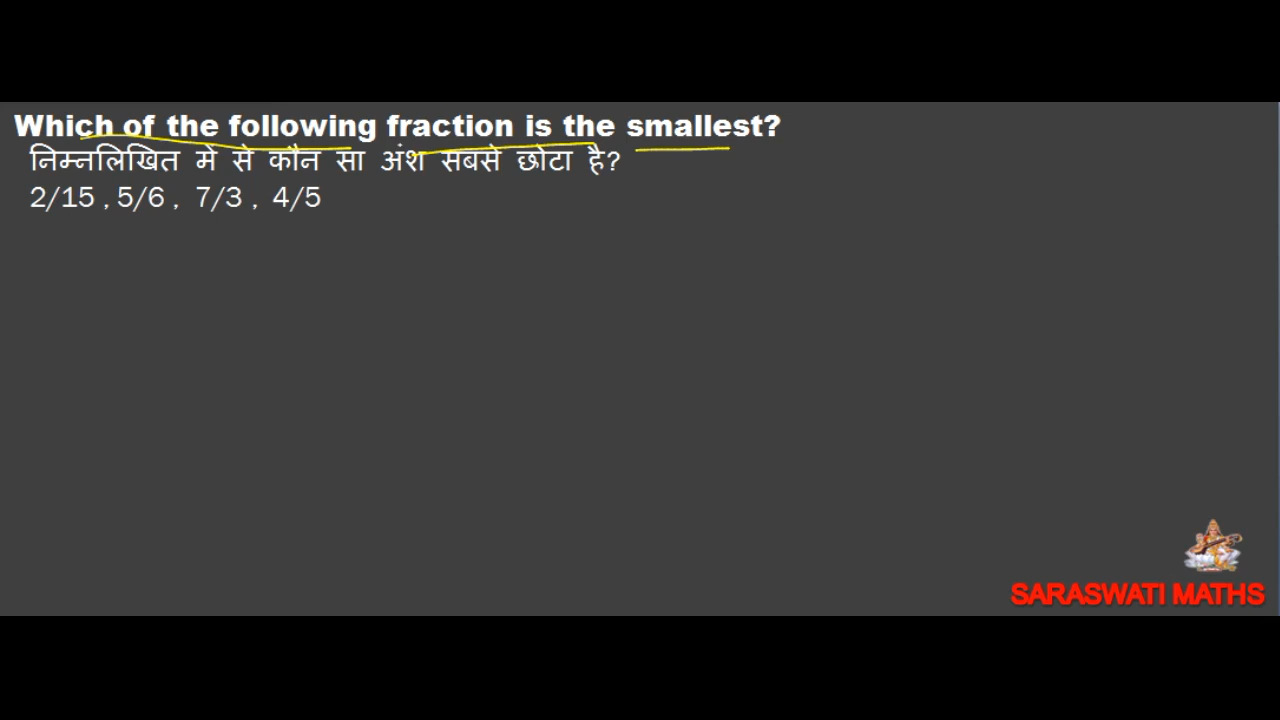 Which of the following fraction is the smallest?
निम्नलिखित में से कौन सा अंश सबसे छोटा है?
2/15 , 5/6 , 7/3 , 4/5
SARASWATI MATHS